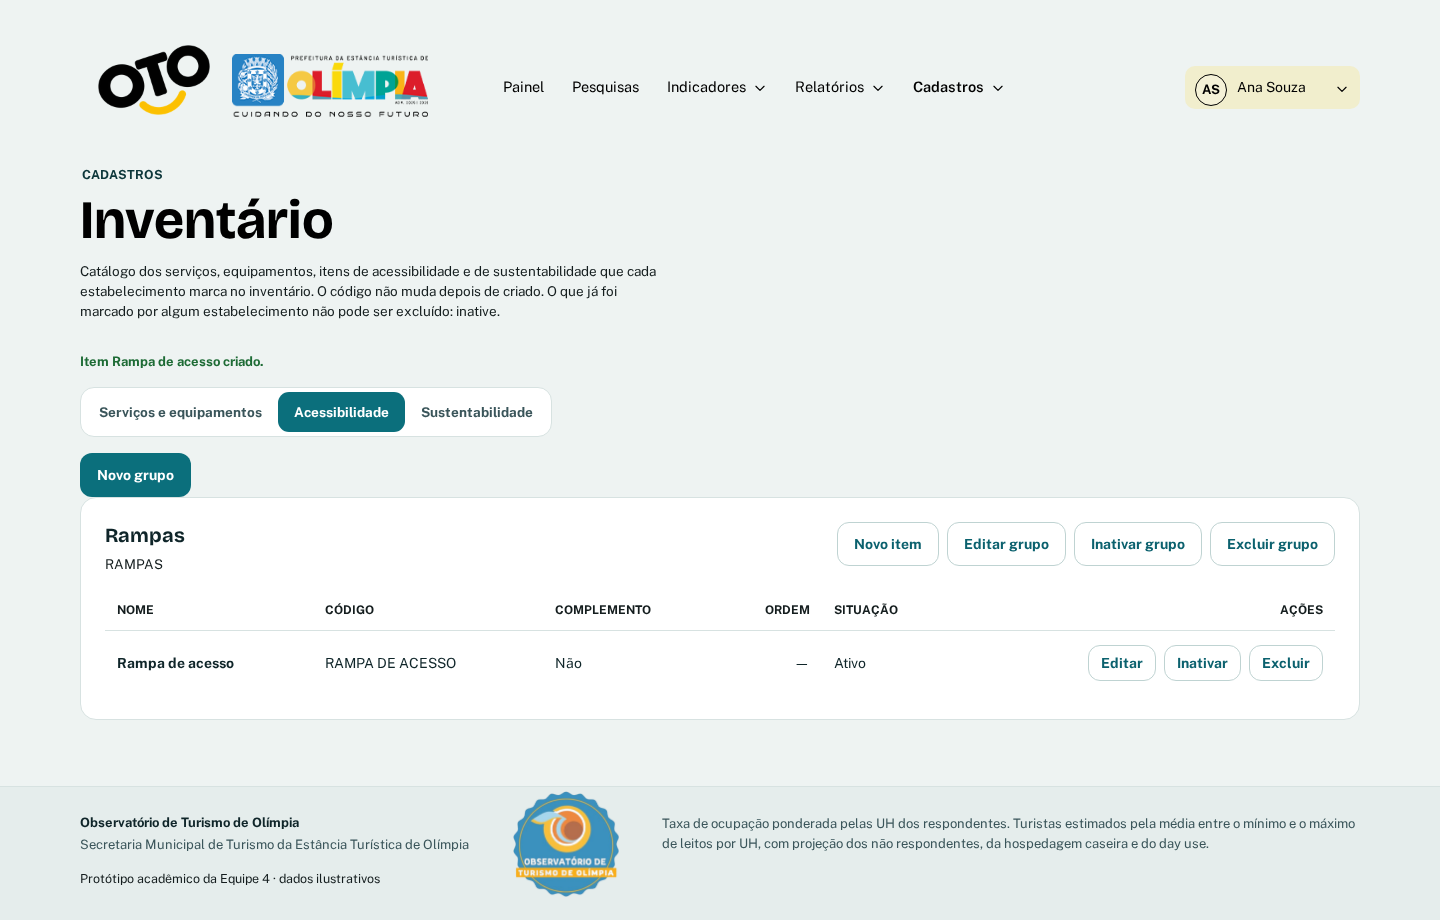 OTO
PREFEITURA DA ESTÂNCIA TURÍSTICA DE
OLÍMPIA
CUIDANDO DO NOSSO FUTURO
Painel
Pesquisas
Indicadores
Relatórios
Cadastros
AS
Ana Souza
CADASTROS
Inventário
Catálogo dos serviços, equipamentos, itens de acessibilidade e de sustentabilidade que cada
estabelecimento marca no inventário. O código não muda depois de criado. O que já foi
marcado por algum estabelecimento não pode ser excluído: inative.
Item Rampa de acesso criado.
Serviços e equipamentos
Acessibilidade
Sustentabilidade
Novo grupo
Rampas
RAMPAS
Novo item
Editar grupo
Inativar grupo
Excluir grupo
NOME CÓDIGO COMPLEMENTO ORDEM SITUAÇÃO AÇÕES
Rampa de acesso RAMPA DE ACESSO Não — Ativo Editar Inativar Excluir
Observatório de Turismo de Olímpia
Secretaria Municipal de Turismo da Estância Turística de Olímpia
Protótipo acadêmico da Equipe 4 · dados ilustrativos
OBSERVATÓRIO DE
TURISMO DE OLÍMPIA
Taxa de ocupação ponderada pelas UH dos respondentes. Turistas estimados pela média entre o mínimo e o máximo
de leitos por UH, com projeção dos não respondentes, da hospedagem caseira e do day use.